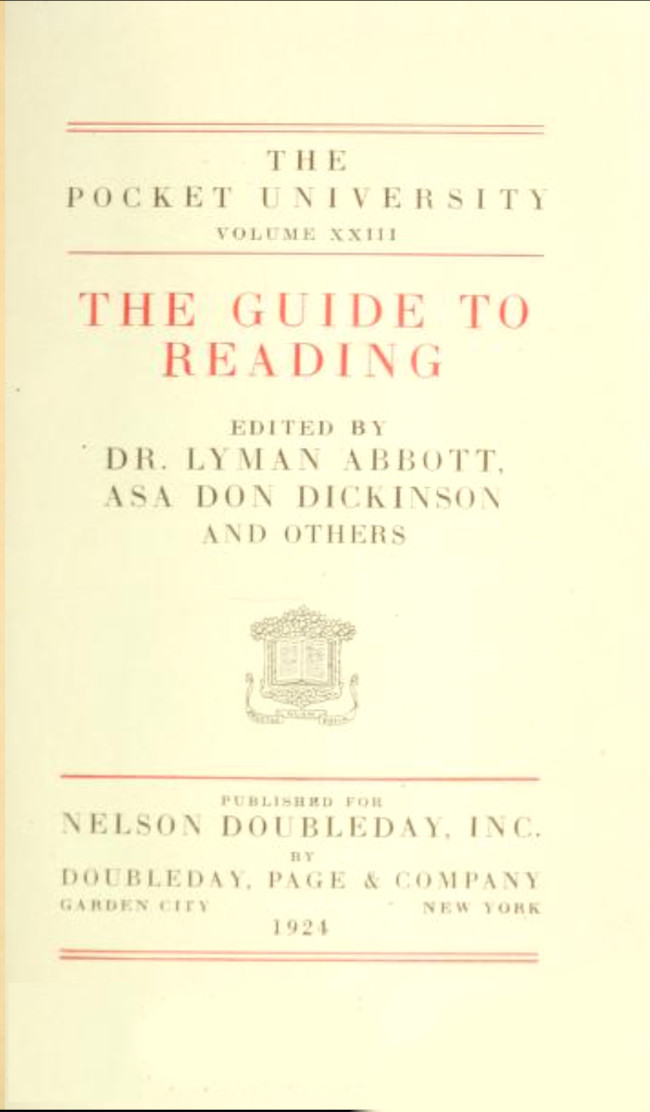 THE
POCKET UNIVERSITY
VOLUME XXIII
THE GUIDE TO
READING
EDITED BY
DR. LYMAN ABBOTT,
ASA DON DICKINSON
AND OTHERS
PUBLISHED FOR
NELSON DOUBLEDAY, INC.
BY
DOUBLEDAY, PAGE & COMPANY
GARDEN CITY NEW YORK
1924